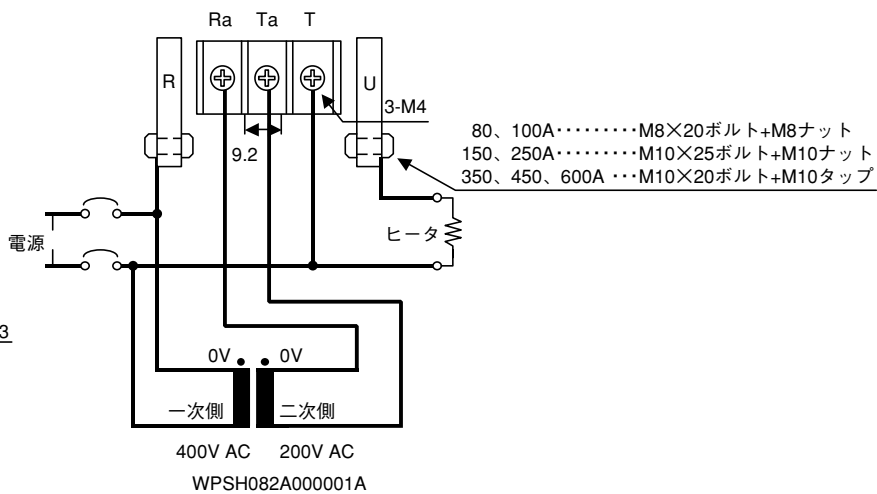 Ra Ta T
R
U
3-M4
9.2
80、100A･････････M8×20ボルト+M8ナット
150、250A････････M10×25ボルト+M10ナット
350、450、600A ･･･M10×20ボルト+M10タップ
電源
ヒータ
3
0V 0V
一次側 二次側
400V AC 200V AC
WPSH082A000001A